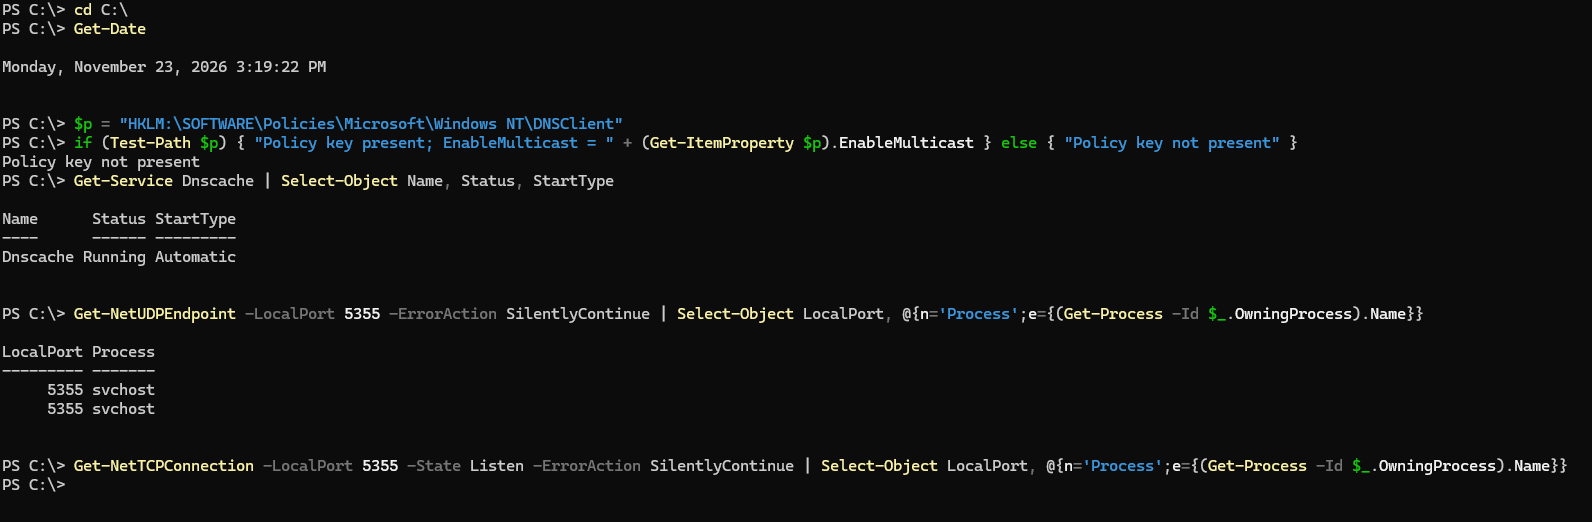 PS C:\> cd C:\
PS C:\> Get-Date
Monday, November 23, 2026 3:19:22 PM
PS C:\> $p = "HKLM:\SOFTWARE\Policies\Microsoft\Windows NT\DNSClient"
PS C:\> if (Test-Path $p) { "Policy key present; EnableMulticast = " + (Get-ItemProperty $p).EnableMulticast } else { "Policy key not present" }
Policy key not present
PS C:\> Get-Service Dnscache | Select-Object Name, Status, StartType
Name      Status StartType
----      ------ ---------
Dnscache Running Automatic
PS C:\> Get-NetUDPEndpoint -LocalPort 5355 -ErrorAction SilentlyContinue | Select-Object LocalPort, @{n='Process';e={(Get-Process -Id $_.OwningProcess).Name}}
LocalPort Process
--------- -------
     5355 svchost
     5355 svchost
PS C:\> Get-NetTCPConnection -LocalPort 5355 -State Listen -ErrorAction SilentlyContinue | Select-Object LocalPort, @{n='Process';e={(Get-Process -Id $_.OwningProcess).Name}}
PS C:\>